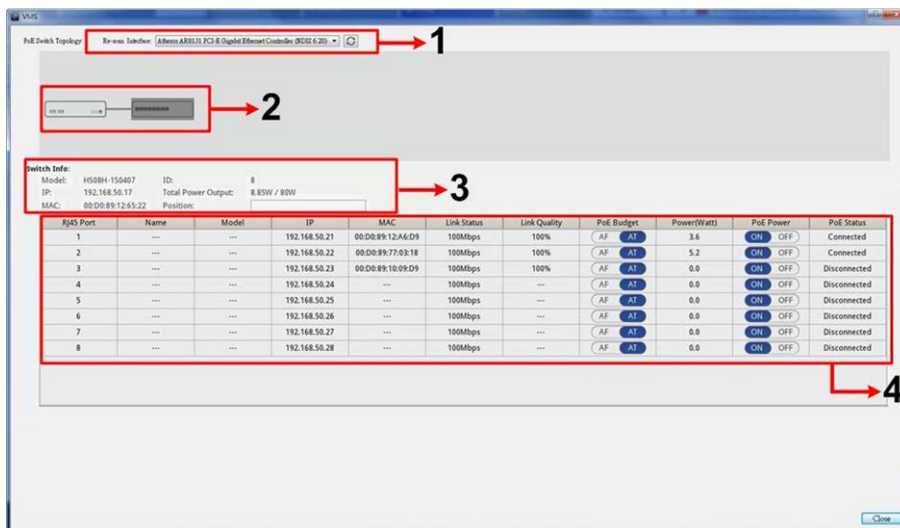 VMS
PoE Switch Topology Re-scan Interface: Atheros AR8131 PCI-E Gigabit Ethernet Controller (NDIS 6.20)
1
2
Switch Info:
Model: HS08H-150407 ID: 8
IP: 192.168.50.17 Total Power Output: 8.85W / 80W
MAC: 00:D0:89:12:65:22 Position:
3
RJ45 Port Name Model IP MAC Link Status Link Quality PoE Budget Power(Watt) PoE Power PoE Status
1 --- --- 192.168.50.21 00:D0:89:12:A6:D9 100Mbps 100% AF AT 3.6 ON OFF Connected
2 --- --- 192.168.50.22 00:D0:89:77:03:18 100Mbps 100% AF AT 5.2 ON OFF Connected
3 --- --- 192.168.50.23 00:D0:89:10:09:D9 100Mbps 100% AF AT 0.0 ON OFF Disconnected
4 --- --- 192.168.50.24 --- 100Mbps --- AF AT 0.0 ON OFF Disconnected
5 --- --- 192.168.50.25 --- 100Mbps --- AF AT 0.0 ON OFF Disconnected
6 --- --- 192.168.50.26 --- 100Mbps --- AF AT 0.0 ON OFF Disconnected
7 --- --- 192.168.50.27 --- 100Mbps --- AF AT 0.0 ON OFF Disconnected
8 --- --- 192.168.50.28 --- 100Mbps --- AF AT 0.0 ON OFF Disconnected
4
Close